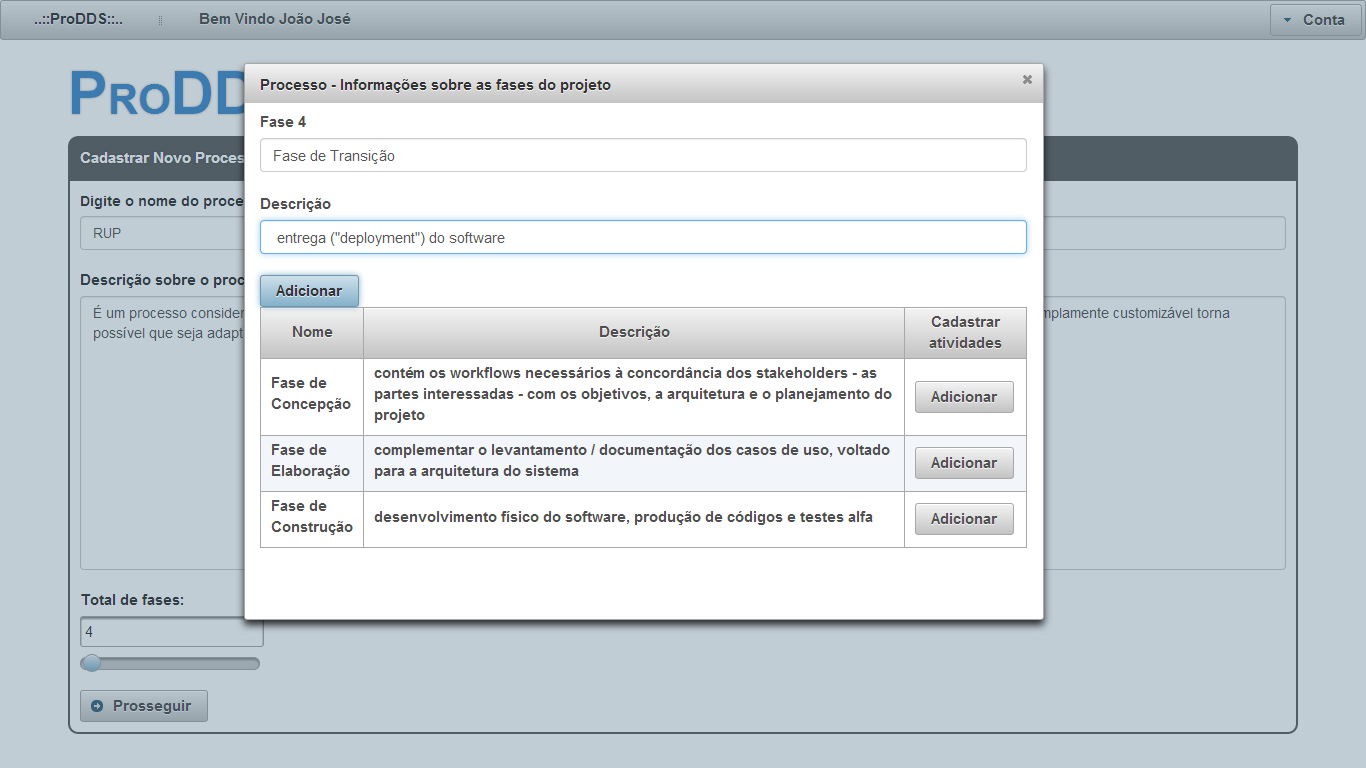 ..::ProDDS::..
Bem Vindo João José
Conta
PRODD
Processo - Informações sobre as fases do projeto
Fase 4
Fase de Transição
Descrição
entrega ("deployment") do software
Adicionar
Nome
Descrição
Cadastrar
atividades
Fase de
Concepção
contém os workflows necessários à concordância dos stakeholders - as
partes interessadas - com os objetivos, a arquitetura e o planejamento do
projeto
Adicionar
Fase de
Elaboração
complementar o levantamento / documentação dos casos de uso, voltado
para a arquitetura do sistema
Adicionar
Fase de
Construção
desenvolvimento físico do software, produção de códigos e testes alfa
Adicionar
Cadastrar Novo Proces
Digite o nome do proce
RUP
Descrição sobre o proc
É um processo consider mplamente customizável torna
possível que seja adapt
Total de fases:
4
Prosseguir